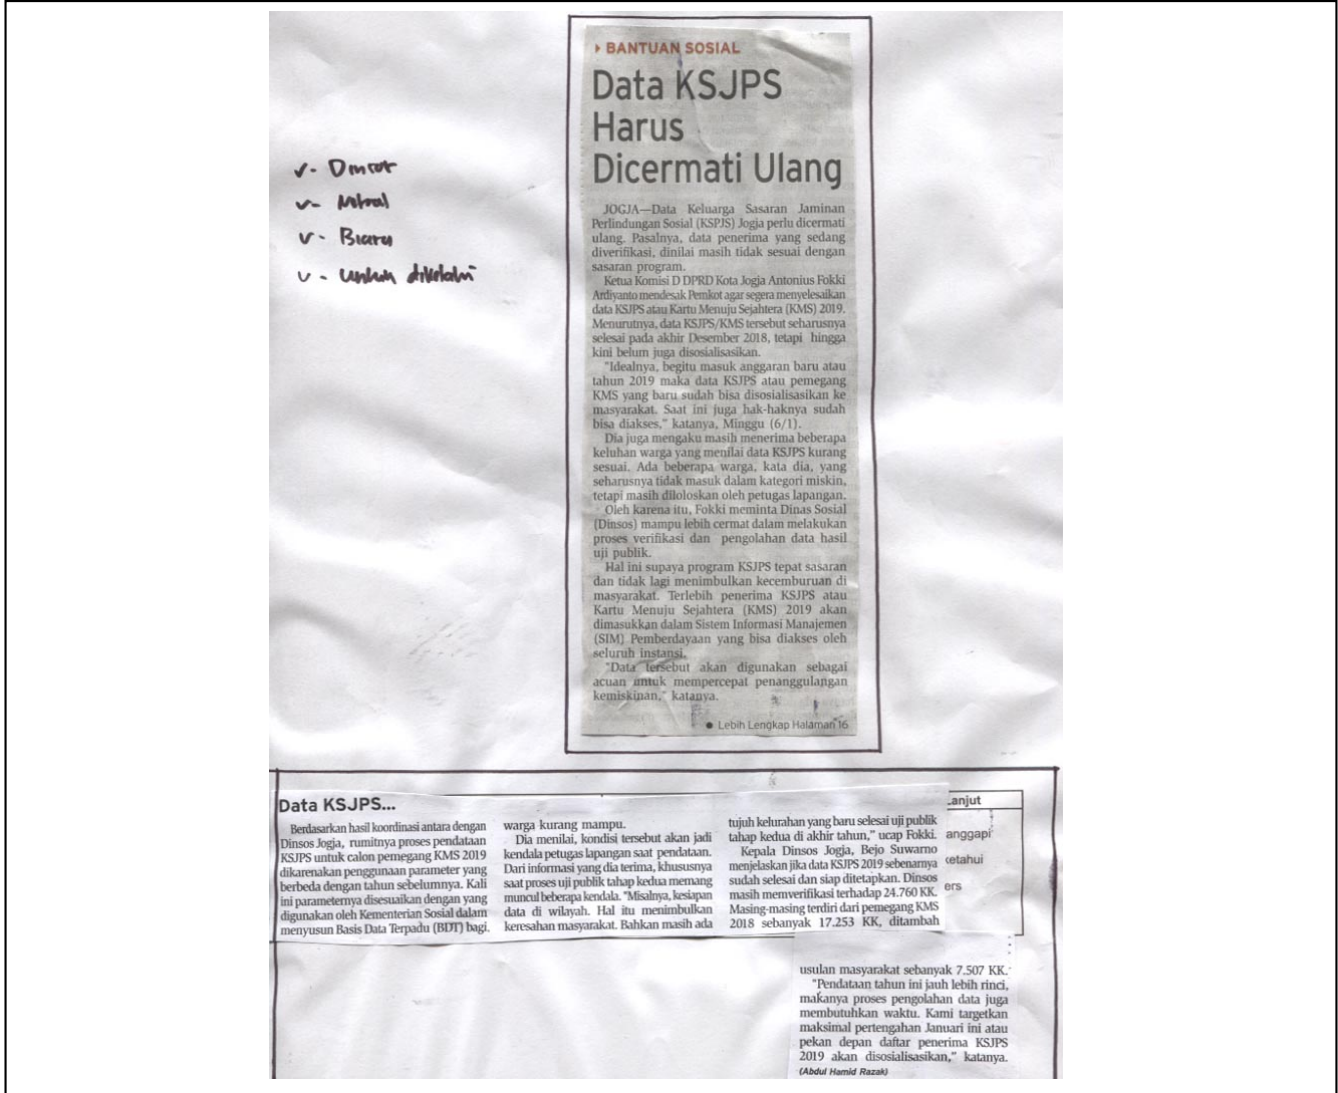 BANTUAN SOSIAL
Data KSJPS
Harus
Dicermati Ulang
JOGJA—Data Keluarga Sasaran Jaminan
Perlindungan Sosial (KSPJS) Jogja perlu dicermati
ulang. Pasalnya, data penerima yang sedang
diverifikasi, dinilai masih tidak sesuai dengan
sasaran program.
Ketua Komisi D DPRD Kota Jogja Antonius Fokki
Ardiyanto mendesak Pemkot agar segera menyelesaikan
data KSJPS atau Kartu Menuju Sejahtera (KMS) 2019.
Menurutnya, data KSJPS/KMS tersebut seharusnya
selesai pada akhir Desember 2018, tetapi hingga
kini belum juga disosialisasikan.
"Idealnya, begitu masuk anggaran baru atau
tahun 2019 maka data KSJPS atau pemegang
KMS yang baru sudah bisa disosialisasikan ke
masyarakat. Saat ini juga hak-haknya sudah
bisa diakses," katanya, Minggu (6/1).
Dia juga mengaku masih menerima beberapa
keluhan warga yang menilai data KSJPS kurang
sesuai. Ada beberapa warga, kata dia, yang
seharusnya tidak masuk dalam kategori miskin,
tetapi masih diloloskan oleh petugas lapangan.
Oleh karena itu, Fokki meminta Dinas Sosial
(Dinsos) mampu lebih cermat dalam melakukan
proses verifikasi dan pengolahan data hasil
uji publik.
Hal ini supaya program KSJPS tepat sasaran
dan tidak lagi menimbulkan kecemburuan di
masyarakat. Terlebih penerima KSJPS atau
Kartu Menuju Sejahtera (KMS) 2019 akan
dimasukkan dalam Sistem Informasi Manajemen
(SIM) Pemberdayaan yang bisa diakses oleh
seluruh instansi.
"Data tersebut akan digunakan sebagai
acuan untuk mempercepat penanggulangan
kemiskinan," katanya.
● Lebih Lengkap Halaman 16
Data KSJPS...
Berdasarkan hasil koordinasi antara dengan
Dinsos Jogja, rumitnya proses pendataan
KSJPS untuk calon pemegang KMS 2019
dikarenakan penggunaan parameter yang
berbeda dengan tahun sebelumnya. Kali
ini parameternya disesuaikan dengan yang
digunakan oleh Kementerian Sosial dalam
menyusun Basis Data Terpadu (BDT) bagi.
warga kurang mampu.
Dia menilai, kondisi tersebut akan jadi
kendala petugas lapangan saat pendataan.
Dari informasi yang dia terima, khususnya
saat proses uji publik tahap kedua memang
muncul beberapa kendala. "Misalnya, kesiapan
data di wilayah. Hal itu menimbulkan
keresahan masyarakat. Bahkan masih ada
tujuh kelurahan yang baru selesai uji publik
tahap kedua di akhir tahun," ucap Fokki.
Kepala Dinsos Jogja, Bejo Suwarno
menjelaskan jika data KSJPS 2019 sebenarnya
sudah selesai dan siap ditetapkan. Dinsos
masih memverifikasi terhadap 24.760 KK.
Masing-masing terdiri dari pemegang KMS
2018 sebanyak 17.253 KK, ditambah
usulan masyarakat sebanyak 7.507 KK.
"Pendataan tahun ini jauh lebih rinci,
makanya proses pengolahan data juga
membutuhkan waktu. Kami targetkan
maksimal pertengahan Januari ini atau
pekan depan daftar penerima KSJPS
2019 akan disosialisasikan," katanya.
(Abdul Hamid Razak)
anjut
anggapi
ketahui
ers